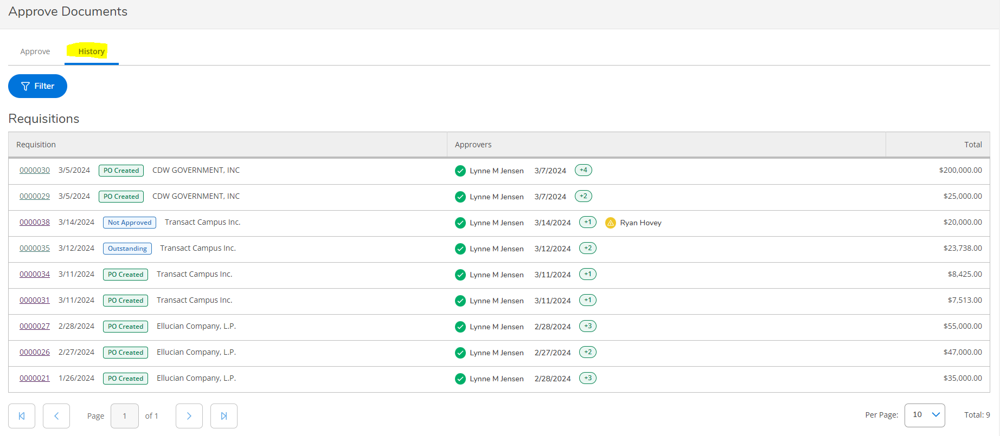 Approve Documents
Approve History
Filter
Requisitions
Requisition Approvers Total
0000030 3/5/2024 PO Created CDW GOVERNMENT, INC Lynne M Jensen 3/7/2024 +4 $200,000.00
0000029 3/5/2024 PO Created CDW GOVERNMENT, INC Lynne M Jensen 3/7/2024 +2 $25,000.00
0000038 3/14/2024 Not Approved Transact Campus Inc. Lynne M Jensen 3/14/2024 +1 Ryan Hovey $20,000.00
0000035 3/12/2024 Outstanding Transact Campus Inc. Lynne M Jensen 3/12/2024 +2 $23,738.00
0000034 3/11/2024 PO Created Transact Campus Inc. Lynne M Jensen 3/11/2024 +1 $8,425.00
0000031 3/11/2024 PO Created Transact Campus Inc. Lynne M Jensen 3/11/2024 +1 $7,513.00
0000027 2/28/2024 PO Created Ellucian Company, L.P. Lynne M Jensen 2/28/2024 +3 $55,000.00
0000026 2/27/2024 PO Created Ellucian Company, L.P. Lynne M Jensen 2/27/2024 +2 $47,000.00
0000021 1/26/2024 PO Created Ellucian Company, L.P. Lynne M Jensen 2/28/2024 +3 $35,000.00
Page 1 of 1 Per Page: 10 Total: 9